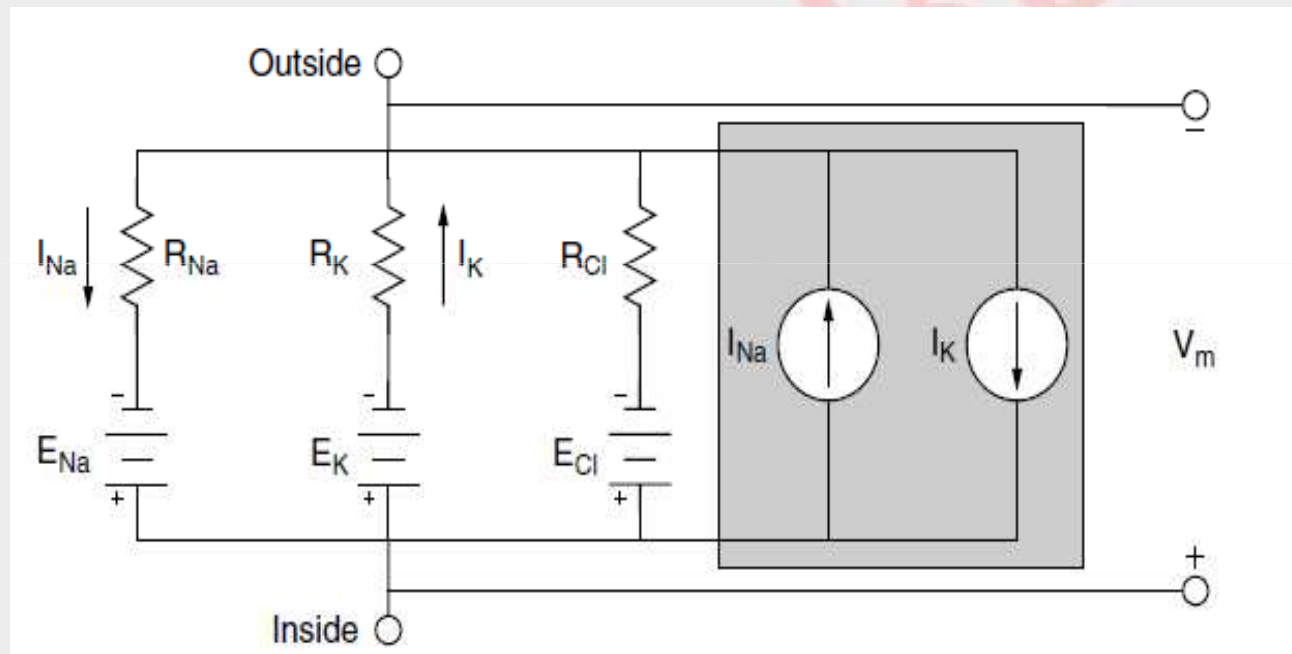 Outside
−
I_Na
R_Na
R_K
I_K
R_Cl
I_Na
I_K
V_m
-
-
-
E_Na
E_K
E_Cl
+
+
+
+
Inside